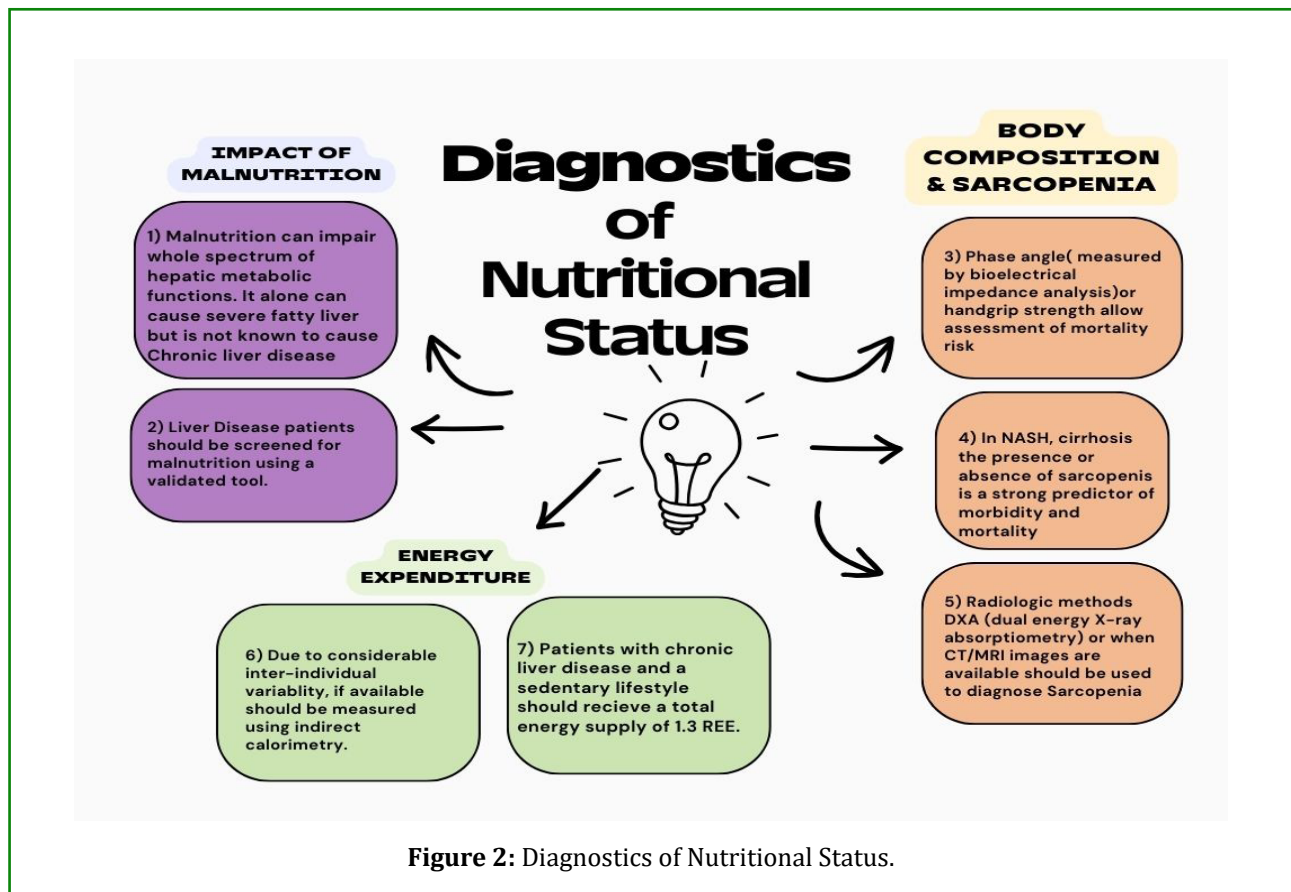 Diagnostics
of
Nutritional
Status
IMPACT OF
MALNUTRITION
1) Malnutrition can impair
whole spectrum of
hepatic metabolic
functions. It alone can
cause severe fatty liver
but is not known to cause
Chronic liver disease
2) Liver Disease patients
should be screened for
malnutrition using a
validated tool.
BODY
COMPOSITION
& SARCOPENIA
3) Phase angle( measured
by bioelectrical
impedance analysis)or
handgrip strength allow
assessment of mortality
risk
4) In NASH, cirrhosis
the presence or
absence of sarcopenis
is a strong predictor of
morbidity and
mortality
5) Radiologic methods
DXA (dual energy X-ray
absorptiometry) or when
CT/MRI images are
available should be used
to diagnose Sarcopenia
ENERGY
EXPENDITURE
6) Due to considerable
inter-individual
variablity, if available
should be measured
using indirect
calorimetry.
7) Patients with chronic
liver disease and a
sedentary lifestyle
should recieve a total
energy supply of 1.3 REE.
Figure 2: Diagnostics of Nutritional Status.